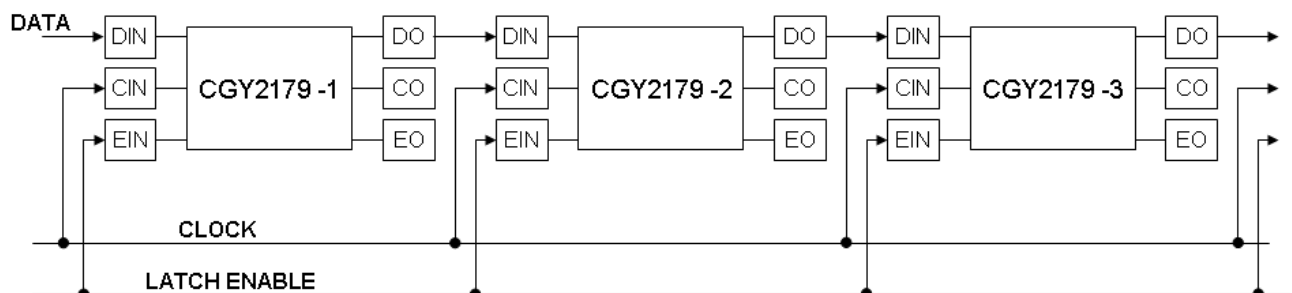 DATA
DIN DO DIN DO DIN DO
CIN CGY2179 -1 CO CIN CGY2179 -2 CO CIN CGY2179 -3 CO
EIN EO EIN EO EIN EO
CLOCK
LATCH ENABLE